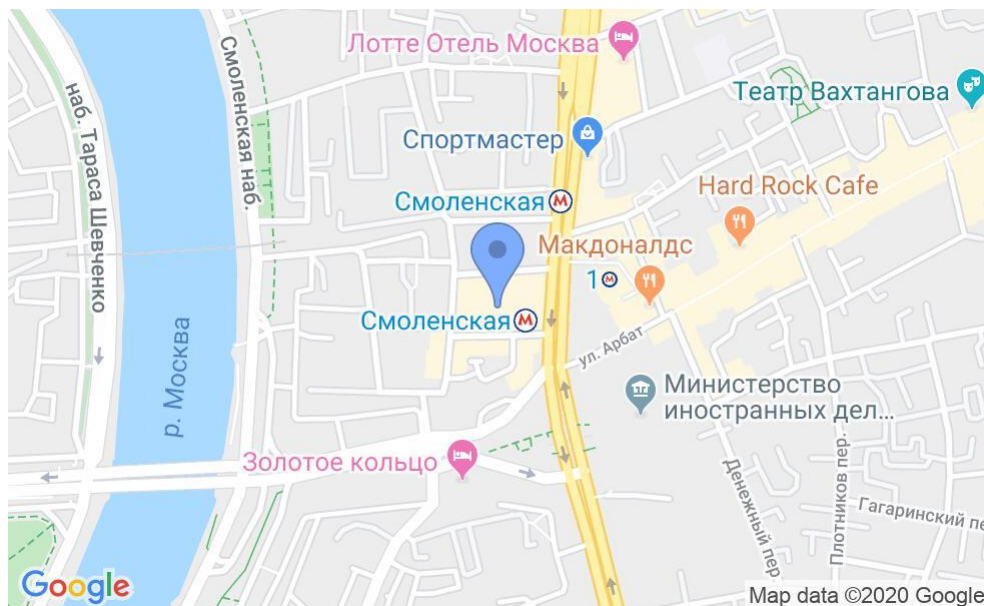 Лотте Отель Москва
Театр Вахтангова
Спортмастер
Смоленская наб.
наб. Тараса Шевченко
Hard Rock Cafe
Смоленская М
Макдоналдс
1 М
Смоленская М
ул. Арбат
р. Москва
Министерство
иностранных дел...
Золотое кольцо
Денежный пер
Плотников пер.
Гагаринский пе
Google
Map data ©2020 Google